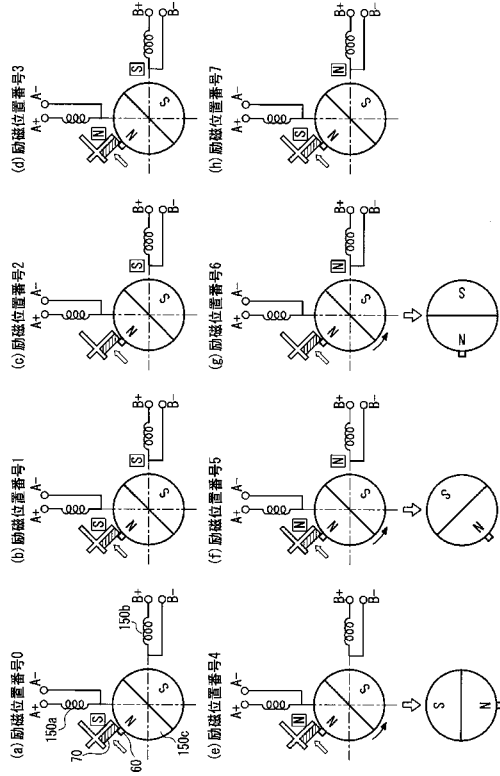 (a) 励磁位置番号0
A+ A-
150a
70
S
60
N
S
150c
150b
B+
B-
(b) 励磁位置番号1
A+ A-
S
N
S
S
B+
B-
(c) 励磁位置番号2
A+ A-
N
S
S
B+
B-
(d) 励磁位置番号3
A+ A-
N
N
S
S
B+
B-
(e) 励磁位置番号4
A+ A-
N
N
S
B+
B-
S
N
(f) 励磁位置番号5
A+ A-
N
N
S
N
B+
B-
S
N
(g) 励磁位置番号6
A+ A-
N
S
N
B+
B-
N
S
(h) 励磁位置番号7
A+ A-
S
N
S
N
B+
B-